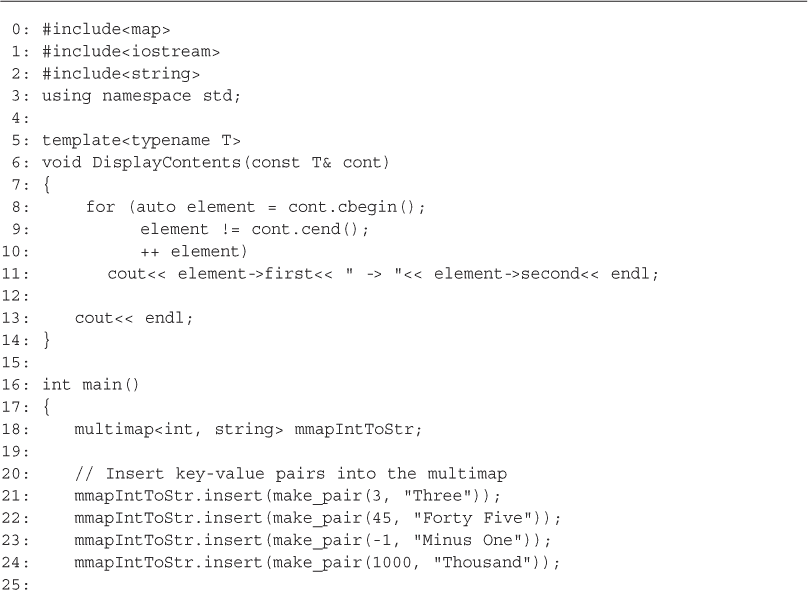 0: #include<map>
1: #include<iostream>
2: #include<string>
3: using namespace std;
4:
5: template<typename T>
6: void DisplayContents(const T& cont)
7: {
8: for (auto element = cont.cbegin();
9: element != cont.cend();
10: ++ element)
11: cout<< element->first<< " -> "<< element->second<< endl;
12:
13: cout<< endl;
14: }
15:
16: int main()
17: {
18: multimap<int, string> mmapIntToStr;
19:
20: // Insert key-value pairs into the multimap
21: mmapIntToStr.insert(make_pair(3, "Three"));
22: mmapIntToStr.insert(make_pair(45, "Forty Five"));
23: mmapIntToStr.insert(make_pair(-1, "Minus One"));
24: mmapIntToStr.insert(make_pair(1000, "Thousand"));
25: